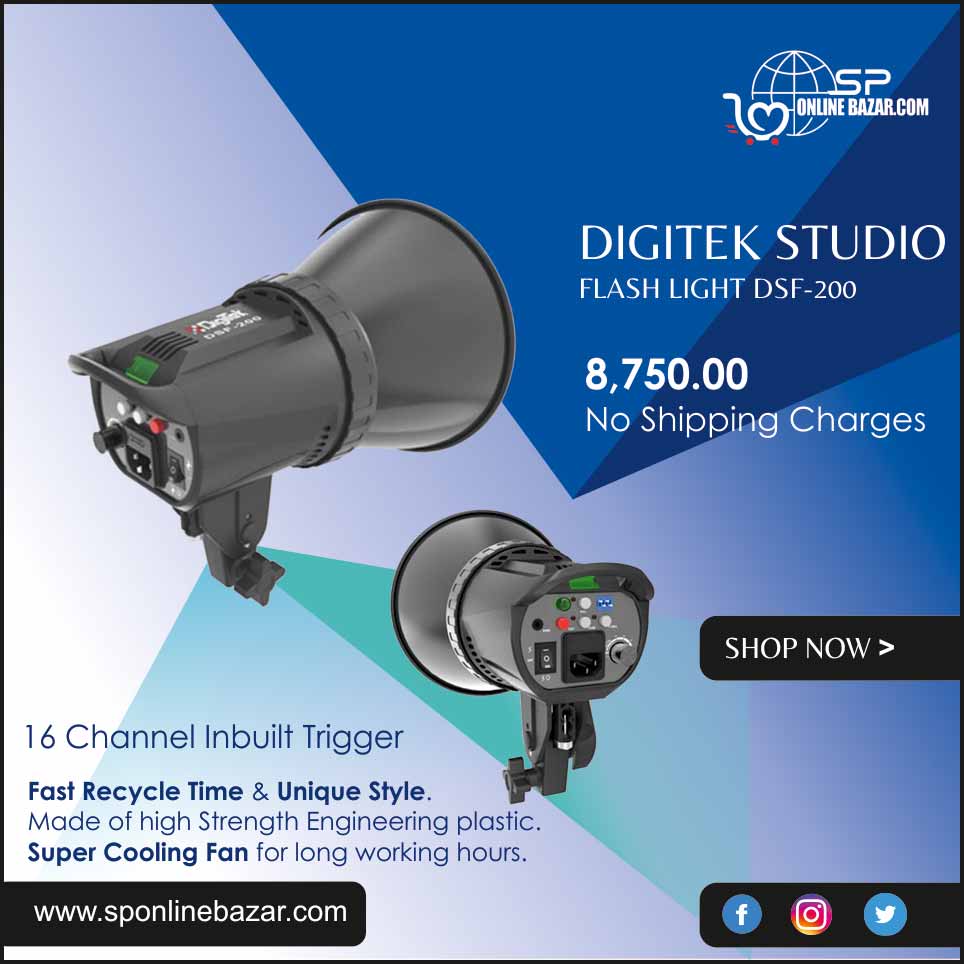 SP
ONLINE BAZAR.COM
DIGITEK STUDIO
FLASH LIGHT DSF-200
8,750.00
No Shipping Charges
DigiTek
DSF-200
SHOP NOW >
16 Channel Inbuilt Trigger
Fast Recycle Time & Unique Style.
Made of high Strength Engineering plastic.
Super Cooling Fan for long working hours.
www.sponlinebazar.com